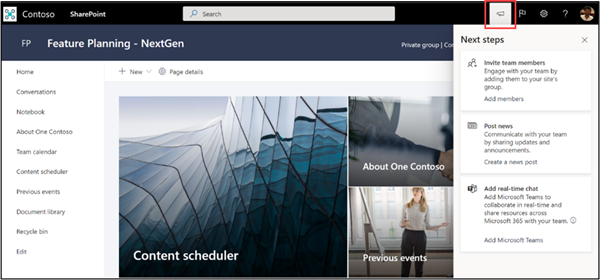 Contoso SharePoint Search ?
FP Feature Planning - NextGen Private group | Con
Next steps
Home
Conversations
Notebook
About One Contoso
Team calendar
Content scheduler
Previous events
Document library
Recycle bin
Edit
+ New Page details
Content scheduler
About One Contoso
Previous events
Invite team members
Engage with your team by
adding them to your site's
group.
Add members
Post news
Communicate with your team
by sharing updates and
announcements.
Create a news post
Add real-time chat
Add Microsoft Teams to
collaborate in real-time and
share resources across
Microsoft 365 with your team.
Add Microsoft Teams